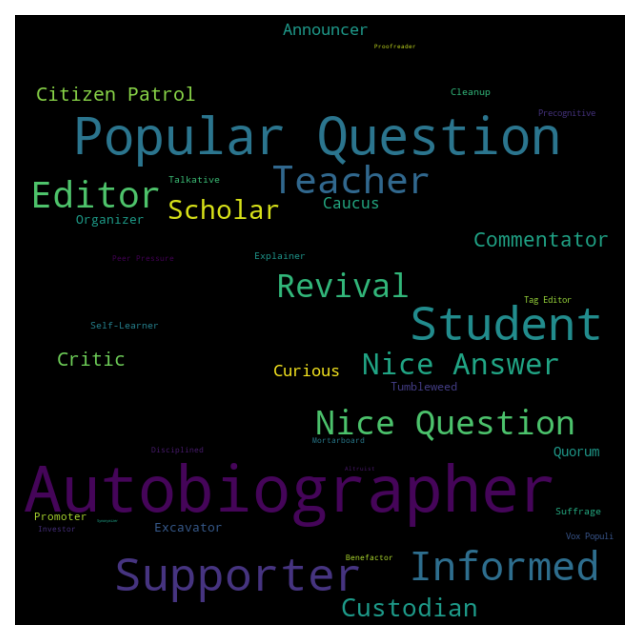 Announcer
Proofreader
Cleanup
Citizen Patrol
Precognitive
Popular Question
Teacher
Talkative
Editor
Scholar
Caucus
Organizer
Commentator
Peer Pressure
Explainer
Revival
Tag Editor
Self-Learner
Student
Critic
Nice Answer
Curious
Tumbleweed
Nice Question
Mortarboard
Disciplined
Quorum
Altruist
Autobiographer
Suffrage
Promoter
Investor
Excavator
Vox Populi
Benefactor
Informed
Supporter
Custodian